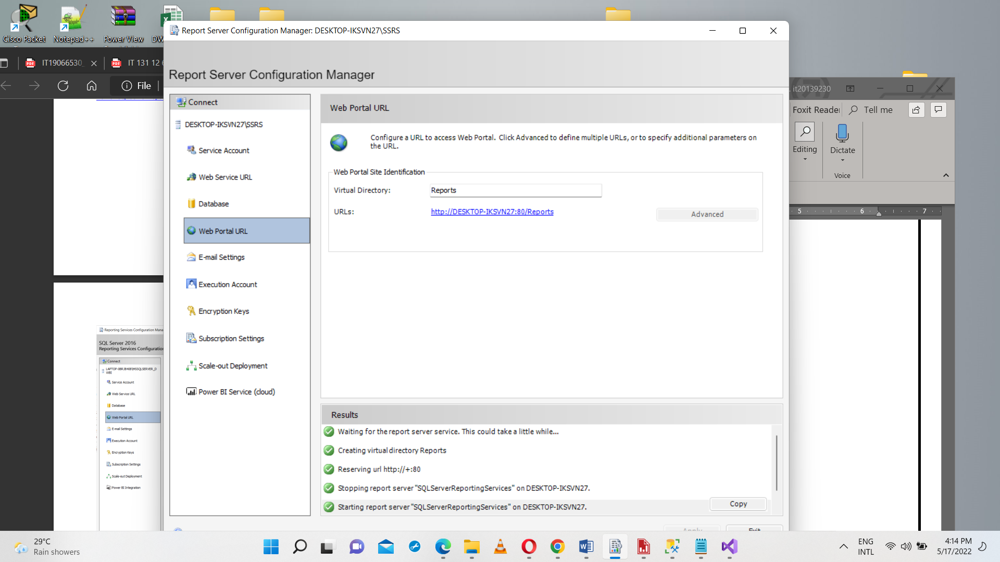 Cisco Packet
Notepad++
Power View
Report Server Configuration Manager: DESKTOP-IKSVN27\SSRS
IT19066530_
IT 131 12
File
Report Server Configuration Manager
Connect
DESKTOP-IKSVN27\SSRS
Service Account
Web Service URL
Database
Web Portal URL
E-mail Settings
Execution Account
Encryption Keys
Subscription Settings
Scale-out Deployment
Power BI Service (cloud)
Web Portal URL
Configure a URL to access Web Portal. Click Advanced to define multiple URLs, or to specify additional parameters on
the URL.
Web Portal Site Identification
Virtual Directory:
Reports
URLs:
http://DESKTOP-IKSVN27:80/Reports
Advanced
Results
Waiting for the report server service. This could take a little while...
Creating virtual directory Reports
Reserving url http://+:80
Stopping report server "SQLServerReportingServices" on DESKTOP-IKSVN27.
Starting report server "SQLServerReportingServices" on DESKTOP-IKSVN27.
Copy
Apply
Exit
it20139230
Foxit Reader
Tell me
Editing
Dictate
Voice
5
6
7
Reporting Services Configuration Mana
SQL Server 2016
Reporting Services Configuration
Connect
Service Account
Web Service URL
Database
Web Portal URL
E-mail Settings
Execution Account
Encryption Keys
Subscription Settings
Scale-out Deployment
Power BI Integration
29°C
Rain showers
ENG
INTL
4:14 PM
5/17/2022